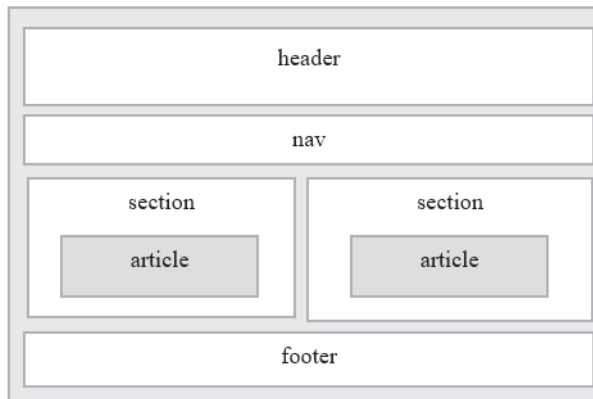 header
nav
section section
article article
footer